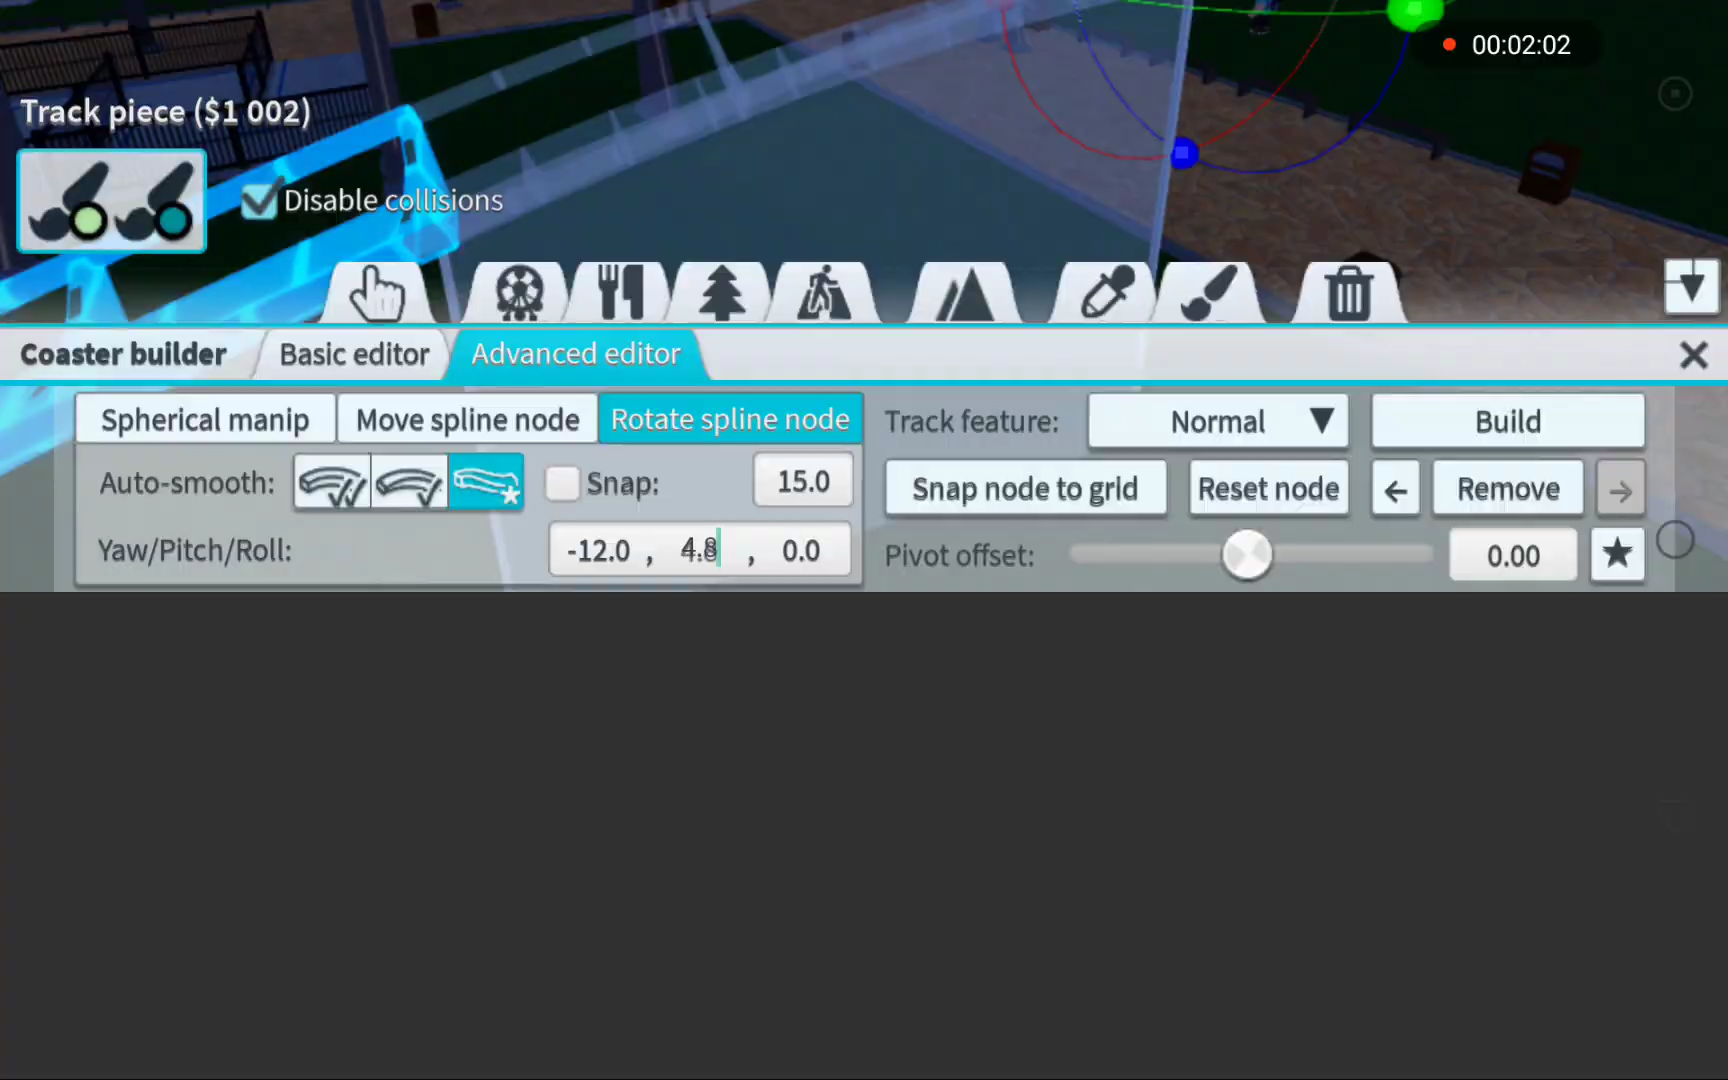 00:02:02
Track piece ($1 002)
Disable collisions
Coaster builder Basic editor Advanced editor
Spherical manip Move spline node Rotate spline node Track feature: Normal Build
Auto-smooth: Snap: 15.0 Snap node to grid Reset node Remove
Yaw/Pitch/Roll: -12.0 , 4.8 , 0.0 Pivot offset: 0.00